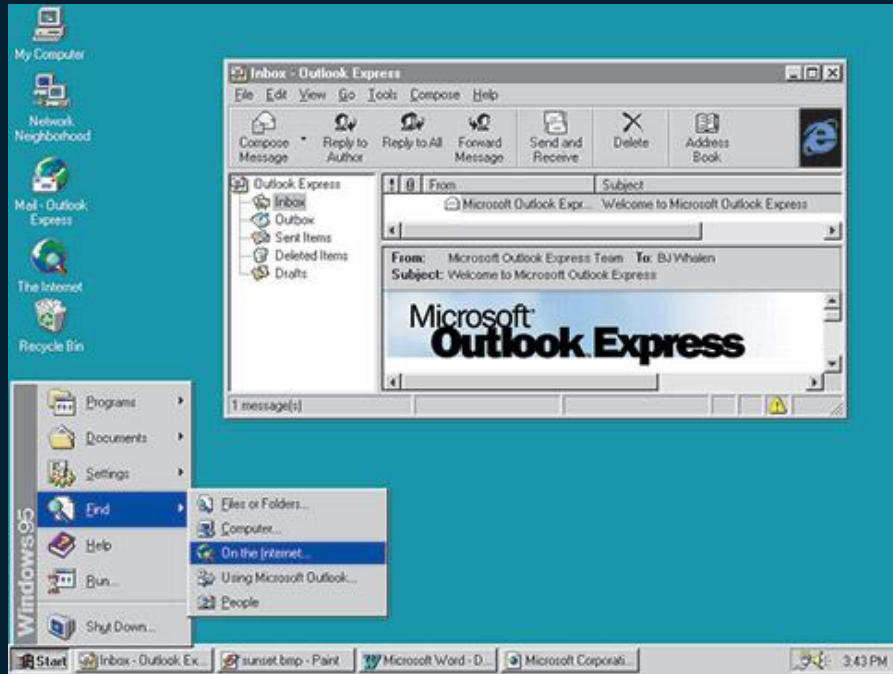 My Computer
Network
Neighborhood
Mail - Outlook
Express
The Internet
Recycle Bin
Inbox - Outlook Express
File Edit View Go Tools Compose Help
Compose
Message
Reply to
Author
Reply to All
Forward
Message
Send and
Receive
Delete
Address
Book
Outlook Express
Inbox
Outbox
Sent Items
Deleted Items
Drafts
! From Subject
Microsoft Outlook Expr... Welcome to Microsoft Outlook Express
From: Microsoft Outlook Express Team To: BJ Whalen
Subject: Welcome to Microsoft Outlook Express
Microsoft
Outlook Express
1 message(s)
Windows95
Programs
Documents
Settings
Find
Help
Run...
Shut Down...
Files or Folders...
Computer...
On the Internet...
Using Microsoft Outlook...
People
Start Inbox - Outlook Ex... sunset.bmp - Paint Microsoft Word - D... Microsoft Corporati... 3:43 PM